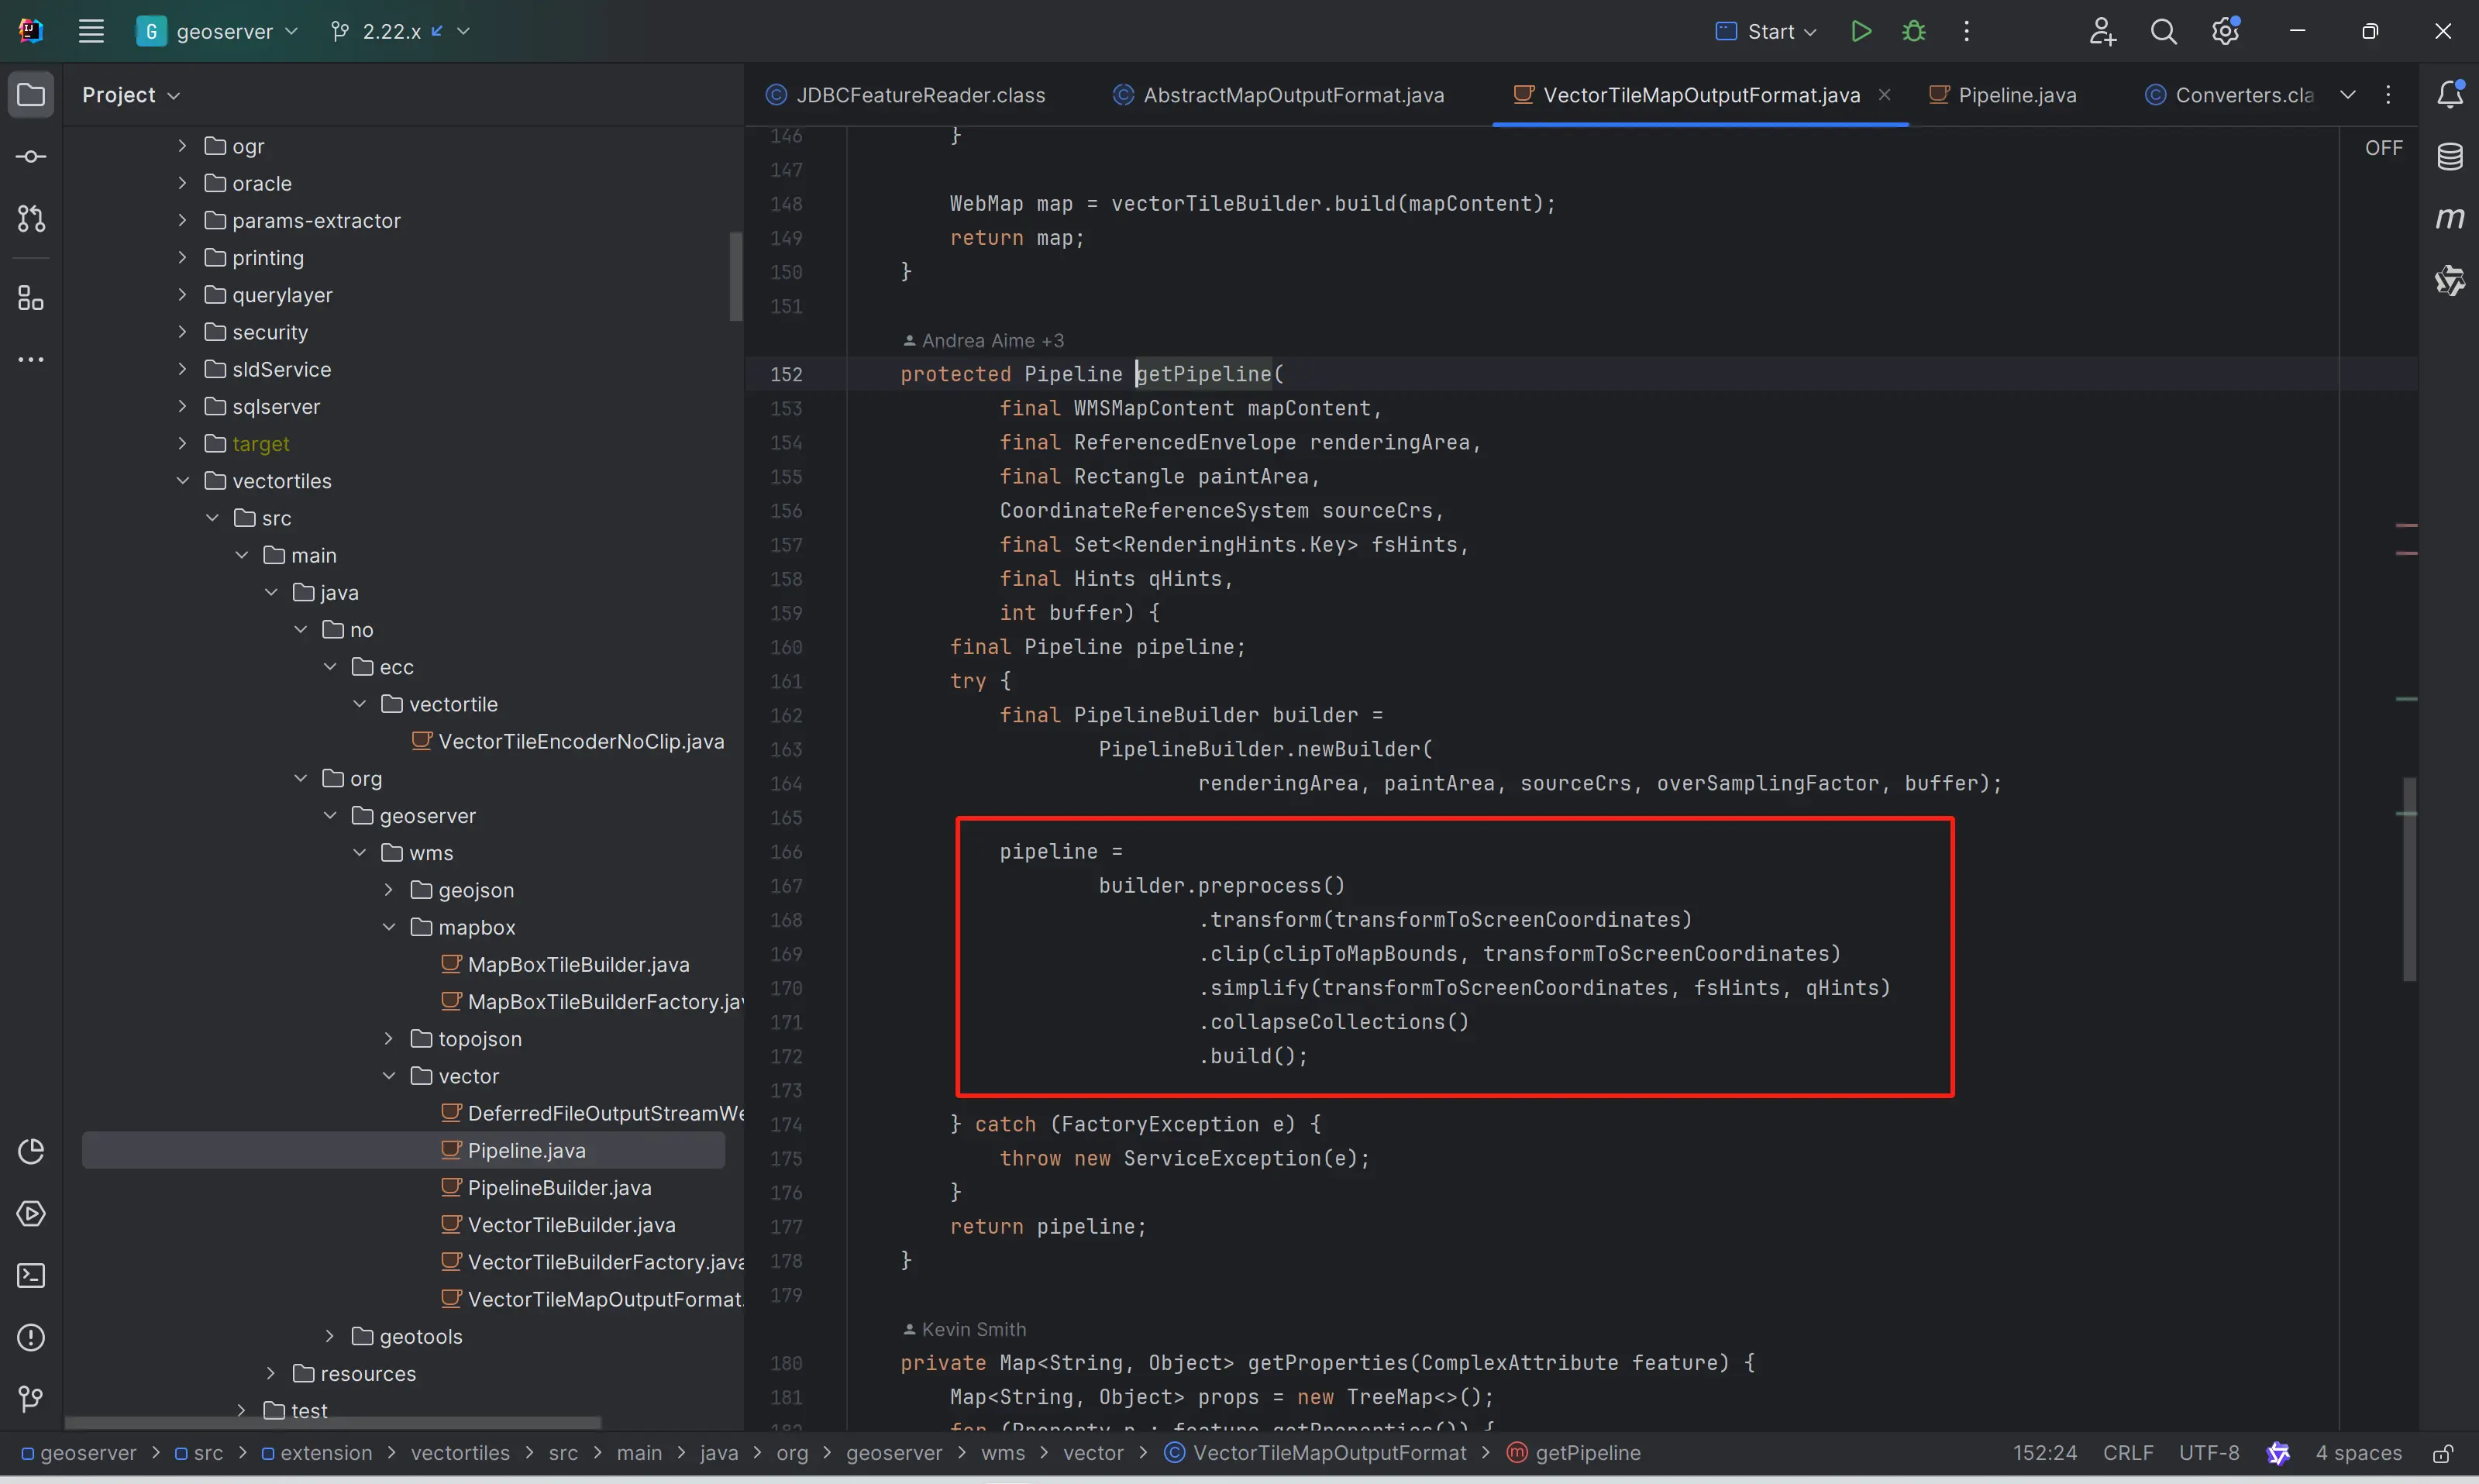 G geoserver 2.22.x Start
Project
JDBCFeatureReader.class AbstractMapOutputFormat.java VectorTileMapOutputFormat.java Pipeline.java Converters.cla
OFF
ogr
oracle
params-extractor
printing
querylayer
security
sldService
sqlserver
target
vectortiles
src
main
java
no
ecc
vectortile
VectorTileEncoderNoClip.java
org
geoserver
wms
geojson
mapbox
MapBoxTileBuilder.java
MapBoxTileBuilderFactory.jav
topojson
vector
DeferredFileOutputStreamWe
Pipeline.java
PipelineBuilder.java
VectorTileBuilder.java
VectorTileBuilderFactory.java
VectorTileMapOutputFormat.
geotools
resources
test
146 }
147
148 WebMap map = vectorTileBuilder.build(mapContent);
149 return map;
150 }
151
Andrea Aime +3
152 protected Pipeline getPipeline(
153 final WMSMapContent mapContent,
154 final ReferencedEnvelope renderingArea,
155 final Rectangle paintArea,
156 CoordinateReferenceSystem sourceCrs,
157 final Set<RenderingHints.Key> fsHints,
158 final Hints qHints,
159 int buffer) {
160 final Pipeline pipeline;
161 try {
162 final PipelineBuilder builder =
163 PipelineBuilder.newBuilder(
164 renderingArea, paintArea, sourceCrs, overSamplingFactor, buffer);
165
166 pipeline =
167 builder.preprocess()
168 .transform(transformToScreenCoordinates)
169 .clip(clipToMapBounds, transformToScreenCoordinates)
170 .simplify(transformToScreenCoordinates, fsHints, qHints)
171 .collapseCollections()
172 .build();
173
174 } catch (FactoryException e) {
175 throw new ServiceException(e);
176 }
177 return pipeline;
178 }
179
Kevin Smith
180 private Map<String, Object> getProperties(ComplexAttribute feature) {
181 Map<String, Object> props = new TreeMap<>();
182 for (Property p : feature.getProperties()) {
geoserver > src > extension > vectortiles > src > main > java > org > geoserver > wms > vector > VectorTileMapOutputFormat > getPipeline 152:24 CRLF UTF-8 4 spaces